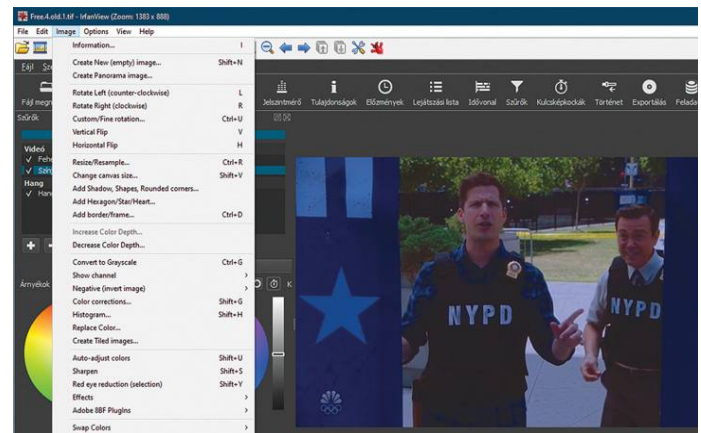 Free.4.old.1.tif - IrfanView (Zoom: 1383 x 888)
File Edit Image Options View Help
Information... I
Create New (empty) image... Shift+N
Create Panorama image...
Rotate Left (counter-clockwise) L
Rotate Right (clockwise) R
Custom/Fine rotation... Ctrl+U
Vertical Flip V
Horizontal Flip H
Resize/Resample... Ctrl+R
Change canvas size... Shift+V
Add Shadow, Shapes, Rounded corners...
Add Hexagon/Star/Heart...
Add border/frame... Ctrl+D
Increase Color Depth...
Decrease Color Depth...
Convert to Grayscale Ctrl+G
Show channel
Negative (invert image)
Color corrections... Shift+G
Histogram... Shift+H
Replace Color...
Create Tiled images...
Auto-adjust colors Shift+U
Sharpen Shift+S
Red eye reduction (selection) Shift+Y
Effects
Adobe 8BF PlugIns
Swap Colors
Fájl
Fájl megn
Jelszintmérő Tulajdonságok Előzmények Lejátszási lista Idővonal Szűrők Kulcsképkockák Történet Exportálás Felada
Szűrők
Videó
Fehé
Hang
Árnyékok
NYPD
NYPD